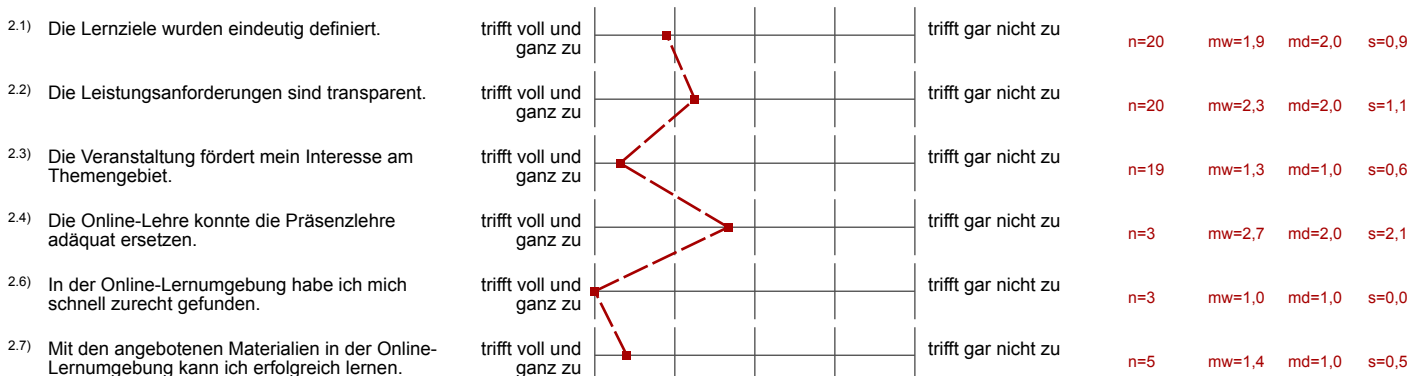 2.1) Die Lernziele wurden eindeutig definiert. trifft voll und ganz zu trifft gar nicht zu n=20 mw=1,9 md=2,0 s=0,9
2.2) Die Leistungsanforderungen sind transparent. trifft voll und ganz zu trifft gar nicht zu n=20 mw=2,3 md=2,0 s=1,1
2.3) Die Veranstaltung fördert mein Interesse am
Themengebiet. trifft voll und ganz zu trifft gar nicht zu n=19 mw=1,3 md=1,0 s=0,6
2.4) Die Online-Lehre konnte die Präsenzlehre
adäquat ersetzen. trifft voll und ganz zu trifft gar nicht zu n=3 mw=2,7 md=2,0 s=2,1
2.6) In der Online-Lernumgebung habe ich mich
schnell zurecht gefunden. trifft voll und ganz zu trifft gar nicht zu n=3 mw=1,0 md=1,0 s=0,0
2.7) Mit den angebotenen Materialien in der Online-
Lernumgebung kann ich erfolgreich lernen. trifft voll und ganz zu trifft gar nicht zu n=5 mw=1,4 md=1,0 s=0,5